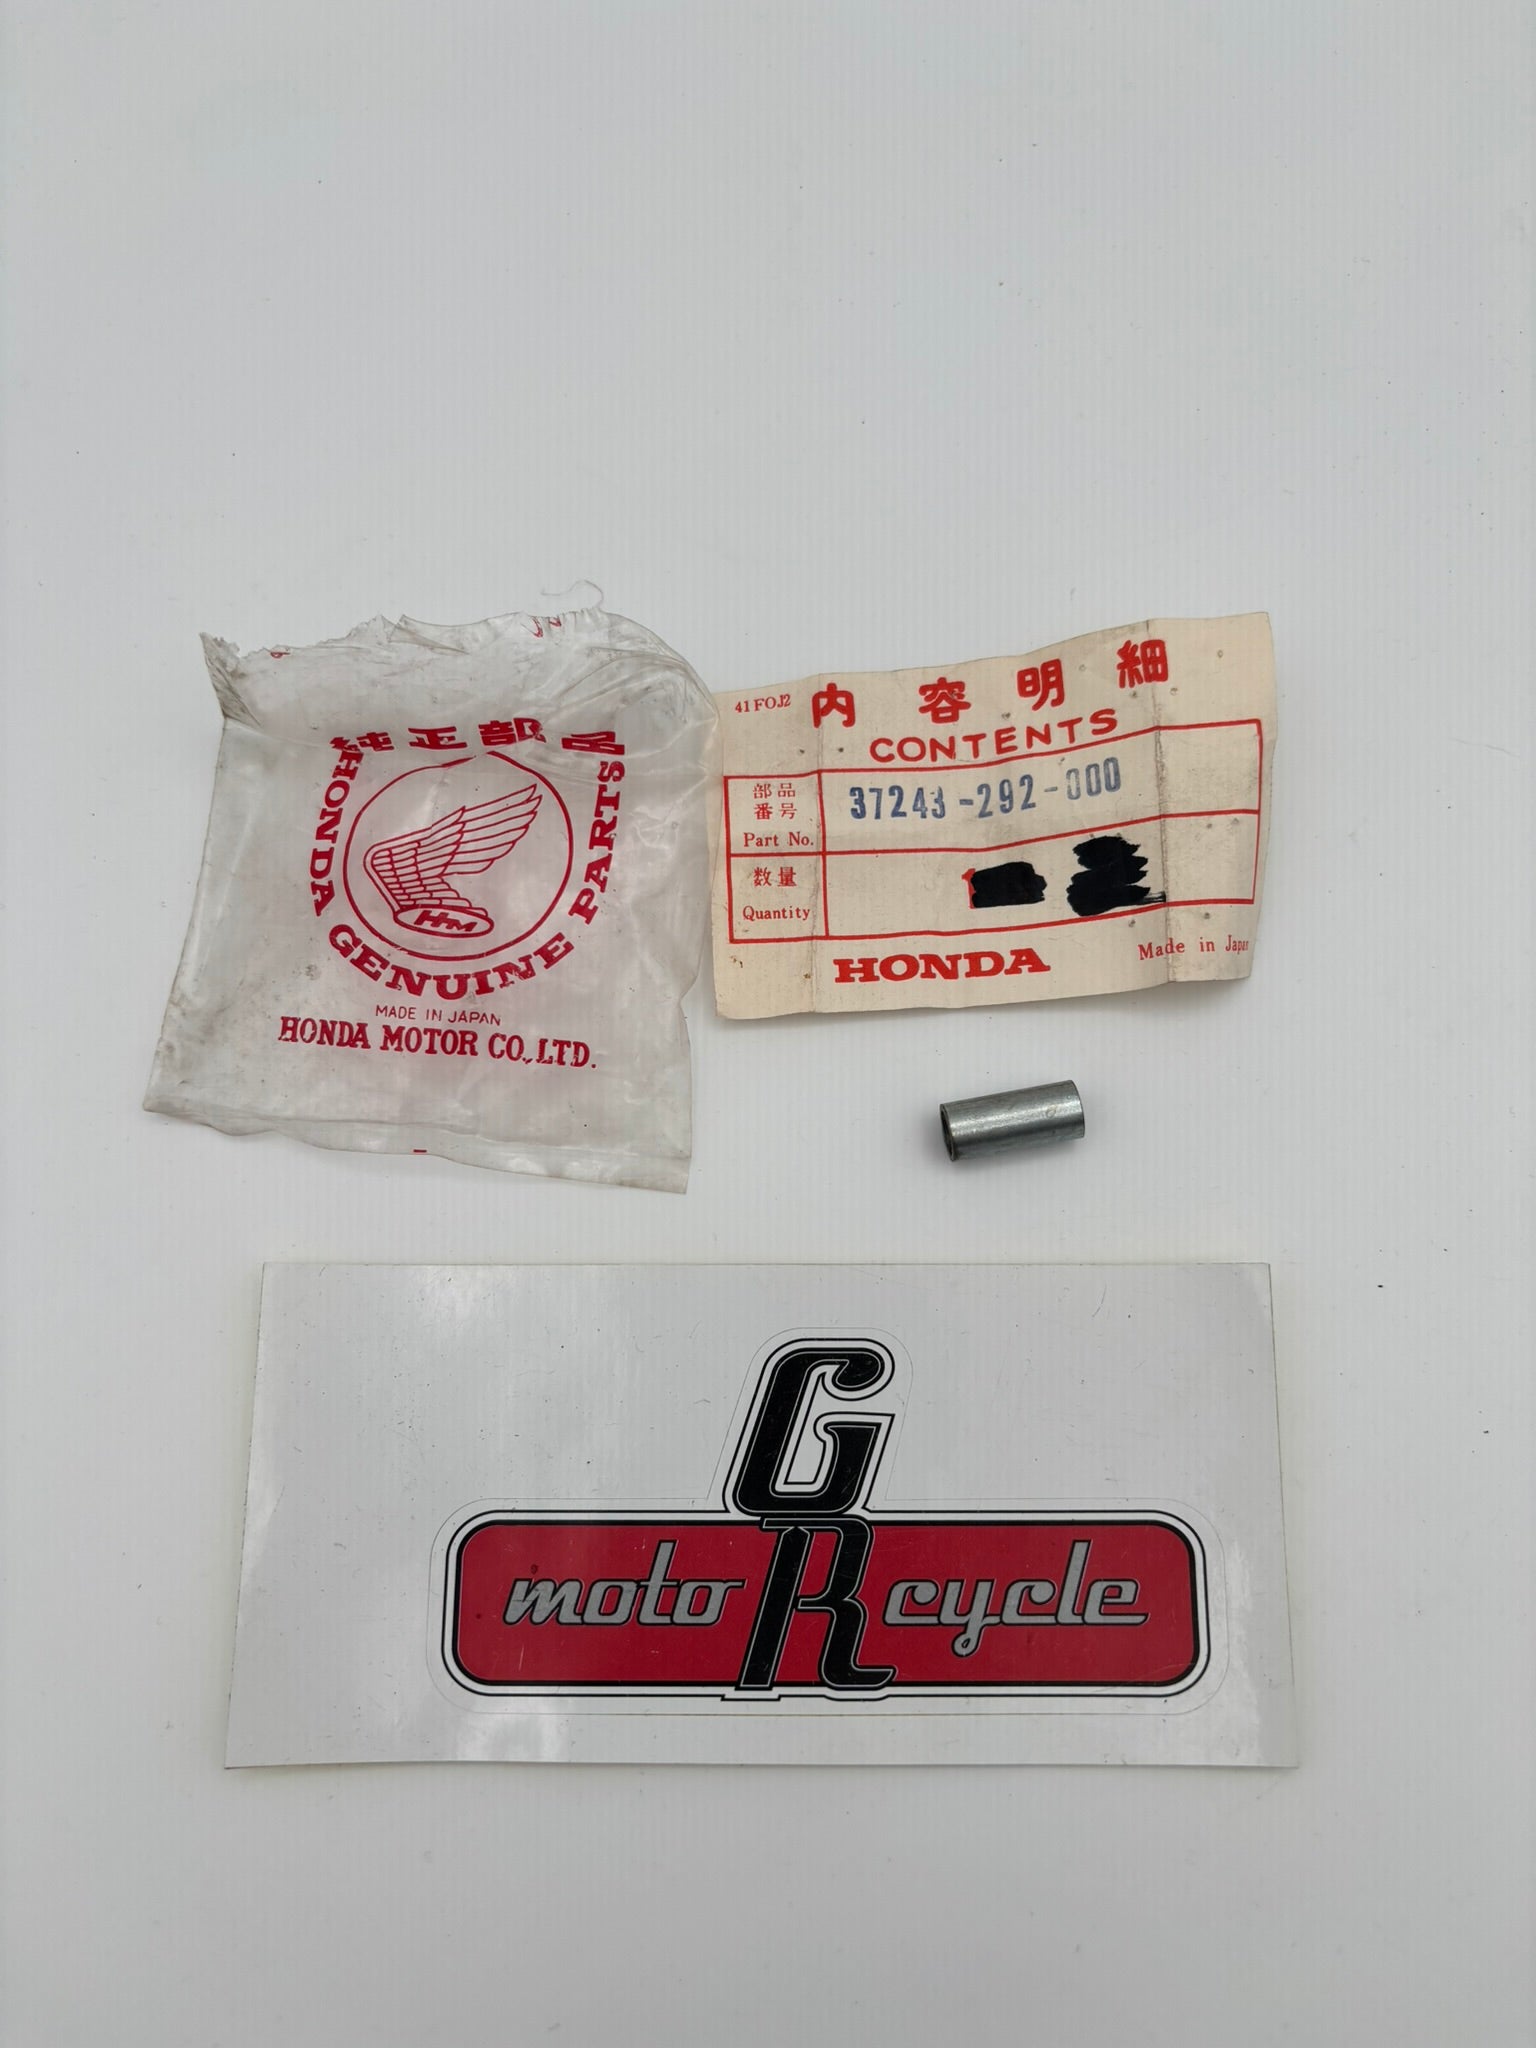 純正部品
HONDA GENUINE PARTS
HM
MADE IN JAPAN
HONDA MOTOR CO., LTD.
41FOJ2
内容明細
CONTENTS
部品
番号
Part No.
37243-292-000
数量
Quantity
HONDA
Made in Japan
GR
moto cycle